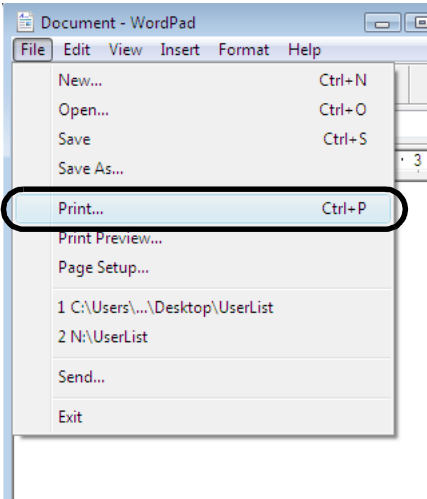 Document - WordPad
File Edit View Insert Format Help
New... Ctrl+N
Open... Ctrl+O
Save Ctrl+S
Save As...
3
Print... Ctrl+P
Print Preview...
Page Setup...
1 C:\Users\...\Desktop\UserList
2 N:\UserList
Send...
Exit